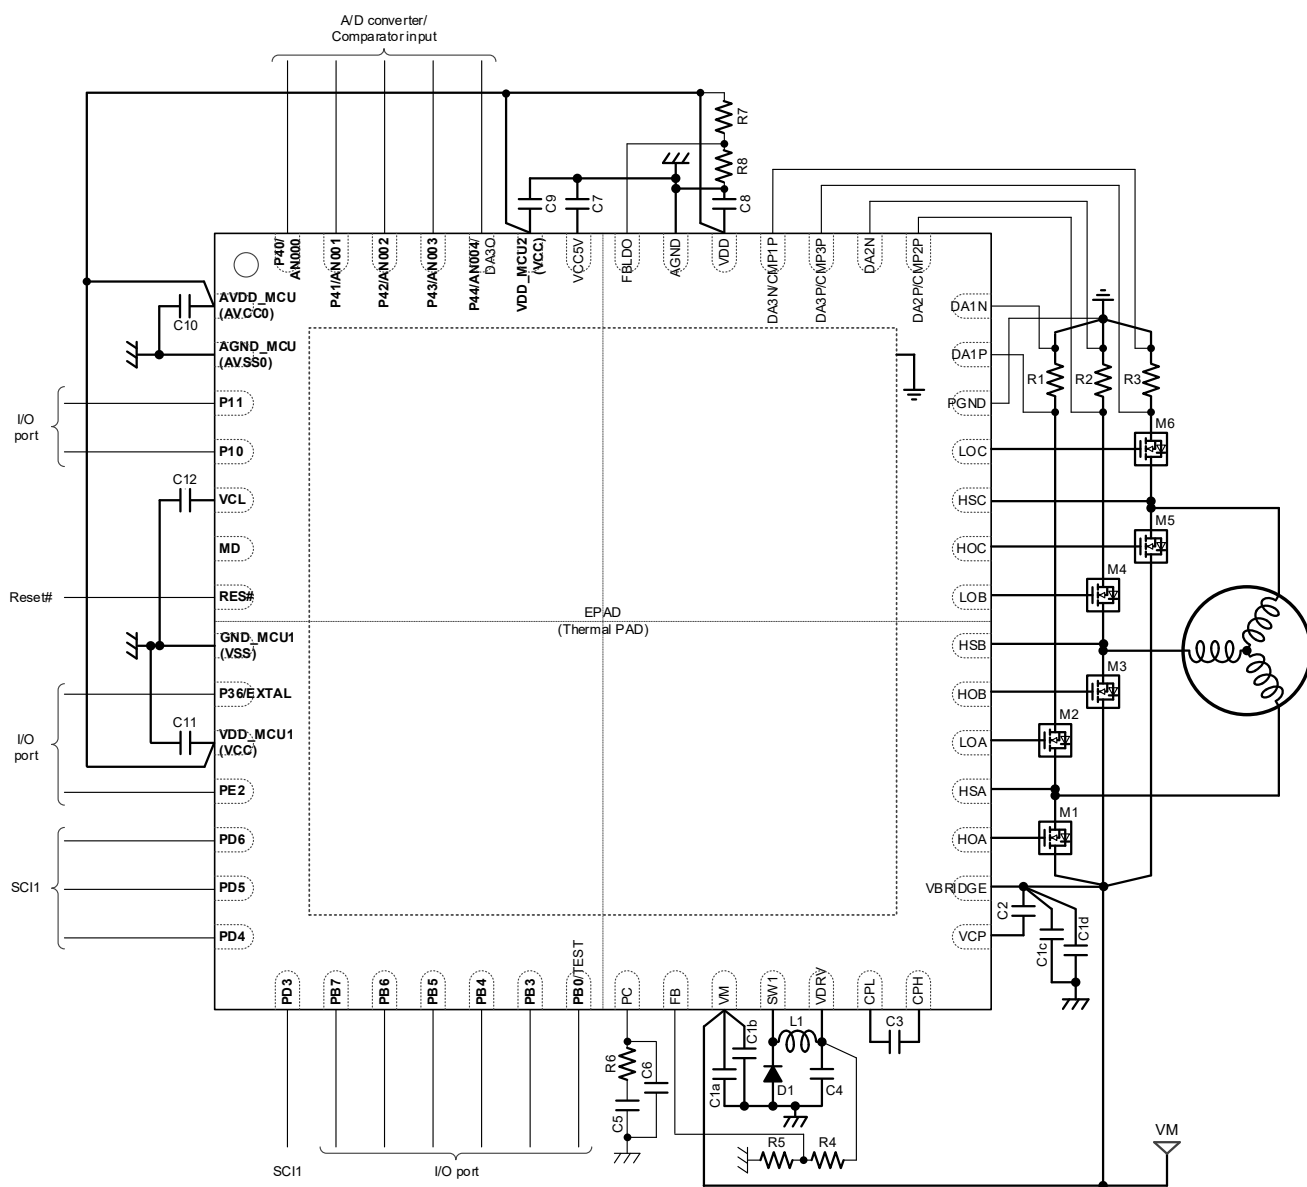 A/D converter/
Comparator input
R7
R8
C9
C7
C8
P40/
AN000
P41/AN001
P42/AN002
P43/AN003
P44/AN004/
DA3O
VDD_MCU2
(VCC)
VCC5V
FBLDO
AGND
VDD
DA3N/CMP1P
DA3P/CMP3P
DA2N
DA2P/CMP2P
AVDD_MCU
(AVCC0)
C10
AGND_MCU
(AVSS0)
I/O
port
P11
P10
C12
VCL
MD
Reset#
RES#
GND_MCU1
(VSS)
P36/EXTAL
I/O
port
C11
VDD_MCU1
(VCC)
PE2
SCI1
PD6
PD5
PD4
EPAD
(Thermal PAD)
DA1N
DA1P
PGND
LOC
HSC
HOC
LOB
HSB
HOB
LOA
HSA
HOA
VBRIDGE
VCP
R1
R2
R3
M6
M5
M4
M3
M2
M1
C2
C1c
C1d
PD3
PB7
PB6
PB5
PB4
PB3
PB0/TEST
PC
FB
VM
SW1
VDRV
CPL
CPH
R6
C6
C5
C1a
C1b
L1
D1
C4
C3
R5
R4
VM
SCI1
I/O port